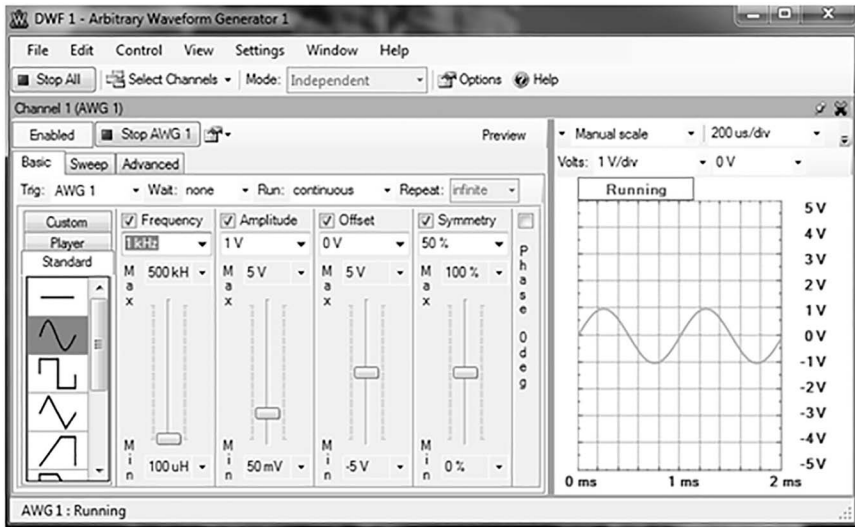 DWF 1 - Arbitrary Waveform Generator 1
File Edit Control View Settings Window Help
Stop All Select Channels Mode: Independent Options Help
Channel 1 (AWG 1)
Enabled Stop AWG 1 Preview
Manual scale 200 us/div
Basic Sweep Advanced
Volts: 1 V/div 0 V
Trig: AWG 1 Wait: none Run: continuous Repeat: infinite
Running
Custom
Player
Standard
Frequency
1 kHz
Max
500 kH
Min
100 uH
Amplitude
1 V
Max
5 V
Min
50 mV
Offset
0 V
Max
5 V
Min
-5 V
Symmetry
50 %
Max
100 %
Min
0 %
Phase 0deg
5 V
4 V
3 V
2 V
1 V
0 V
-1 V
-2 V
-3 V
-4 V
-5 V
0 ms 1 ms 2 ms
AWG 1 : Running